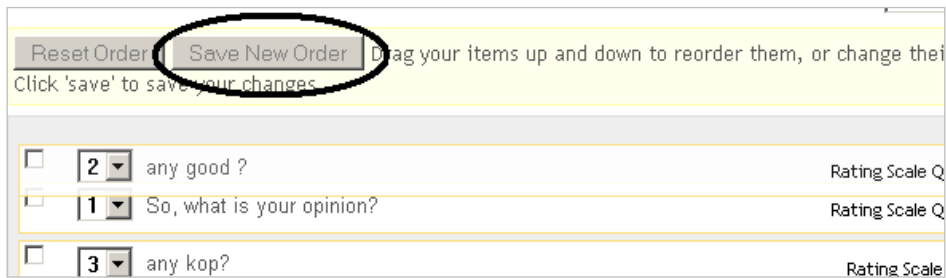 Reset Order Save New Order Drag your items up and down to reorder them, or change thei
Click 'save' to save your changes
2 any good ? Rating Scale Q
1 So, what is your opinion? Rating Scale Q
3 any kop? Rating Scale